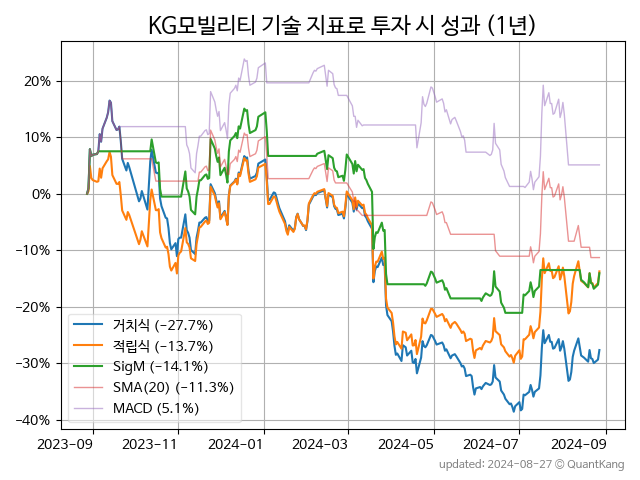 KG모빌리티 기술 지표로 투자 시 성과 (1년)
20%
10%
0%
−10%
−20%
−30%
−40%
거치식 (−27.7%)
적립식 (−13.7%)
SigM (−14.1%)
SMA(20) (−11.3%)
MACD (5.1%)
2023-09
2023-11
2024-01
2024-03
2024-05
2024-07
2024-09
updated: 2024-08-27 ⓒ QuantKang